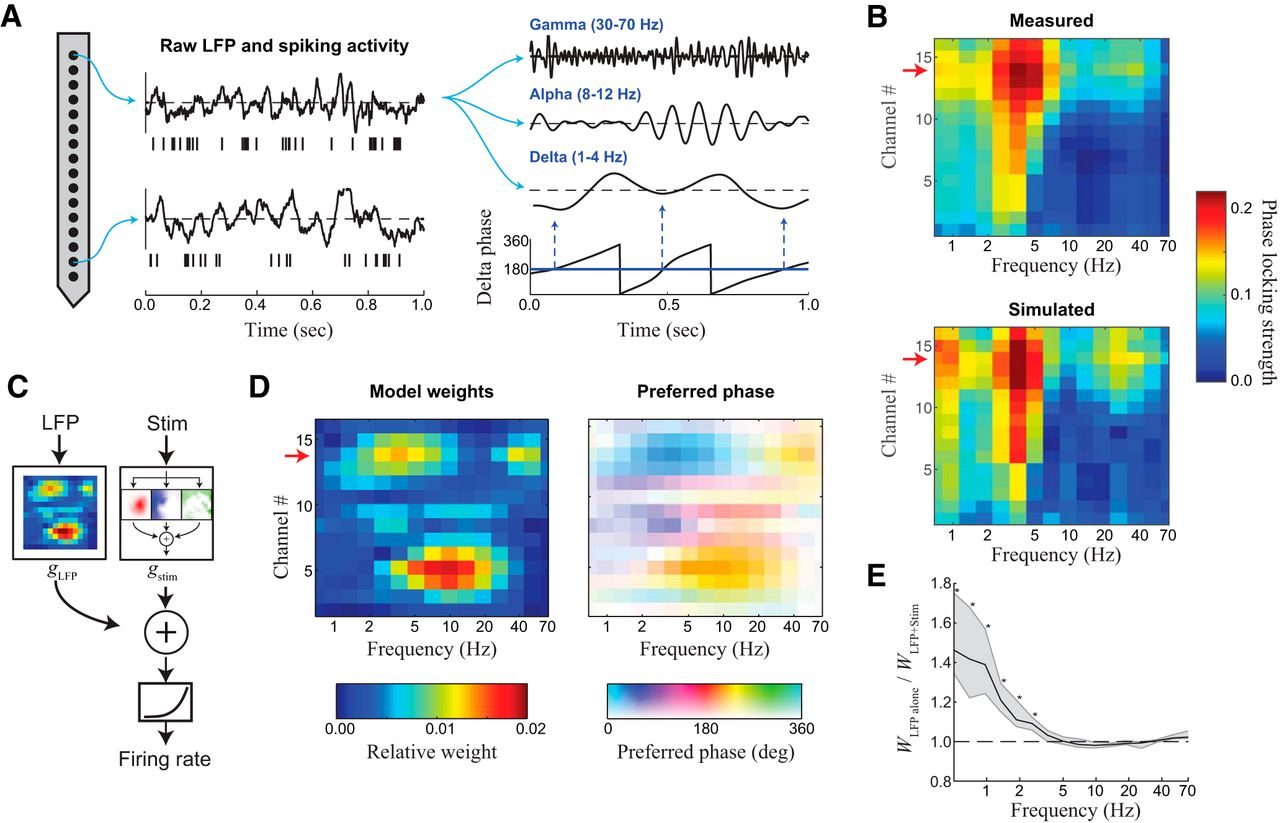 A
Raw LFP and spiking activity
0.0 0.2 0.4 0.6 0.8 1.0
Time (sec)
Gamma (30-70 Hz)
Alpha (8-12 Hz)
Delta (1-4 Hz)
Delta phase
360
180
0.0 0.5 1.0
Time (sec)
B
Measured
Channel #
15
10
5
1 2 5 10 20 40 70
Frequency (Hz)
Simulated
Channel #
15
10
5
1 2 5 10 20 40 70
Frequency (Hz)
0.2
0.1
0.0
Phase locking strength
C
LFP Stim
gLFP gstim
+
+
Firing rate
D
Model weights
Channel #
15
10
5
1 2 5 10 20 40 70
Frequency (Hz)
0.00 0.01 0.02
Relative weight
Preferred phase
1 2 5 10 20 40 70
Frequency (Hz)
0 180 360
Preferred phase (deg)
E
WLFP alone / WLFP+Stim
1.8
1.6
1.4
1.2
1.0
0.8
* * * * * *
1 2 5 10 20 40 70
Frequency (Hz)